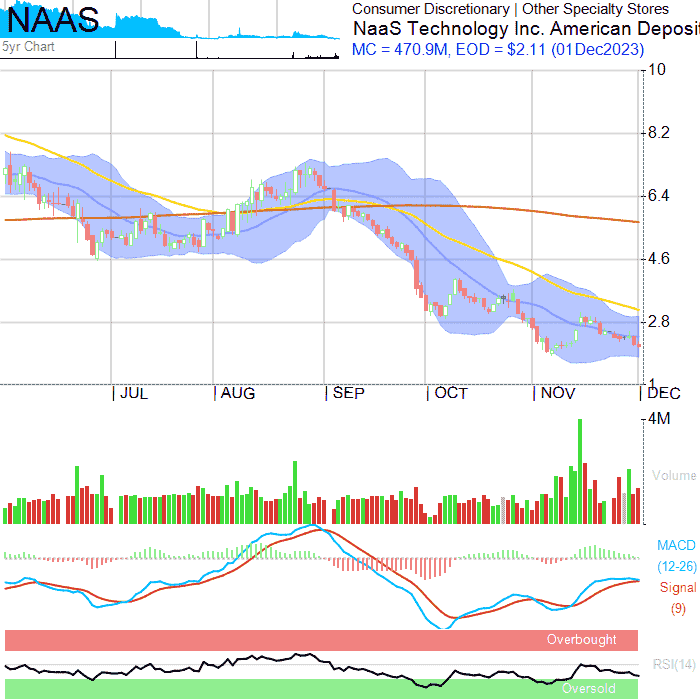 NAAS
5yr Chart
Consumer Discretionary | Other Specialty Stores
NaaS Technology Inc. American Deposi
MC = 470.9M, EOD = $2.11 (01Dec2023)
10
8.2
6.4
4.6
2.8
1
JUL
AUG
SEP
OCT
NOV
DEC
4M
Volume
MACD
(12-26)
Signal
(9)
Overbought
RSI(14)
Oversold